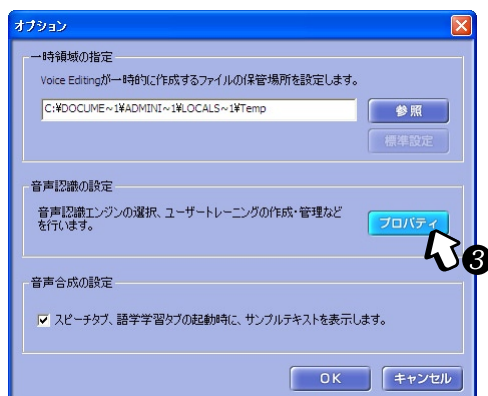 オプション
一時領域の指定
Voice Editingが一時的に作成するファイルの保管場所を設定します。
C:¥DOCUME~1¥ADMINI~1¥LOCALS~1¥Temp
参照
標準設定
音声認識の設定
音声認識エンジンの選択、ユーザートレーニングの作成・管理など
を行います。
プロパティ
3
音声合成の設定
スピーチタブ、語学学習タブの起動時に、サンプルテキストを表示します。
OK
キャンセル